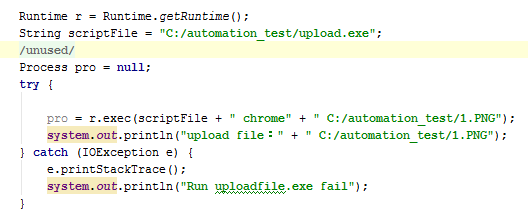 Runtime r = Runtime.getRuntime();
String scriptFile = "C:/automation_test/upload.exe";
/unused/
Process pro = null;
try {
pro = r.exec(scriptFile + " chrome" + " C:/automation_test/1.PNG");
system.out.println("upload file:" + " C:/automation_test/1.PNG");
} catch (IOException e) {
e.printStackTrace();
system.out.println("Run uploadfile.exe fail");
}